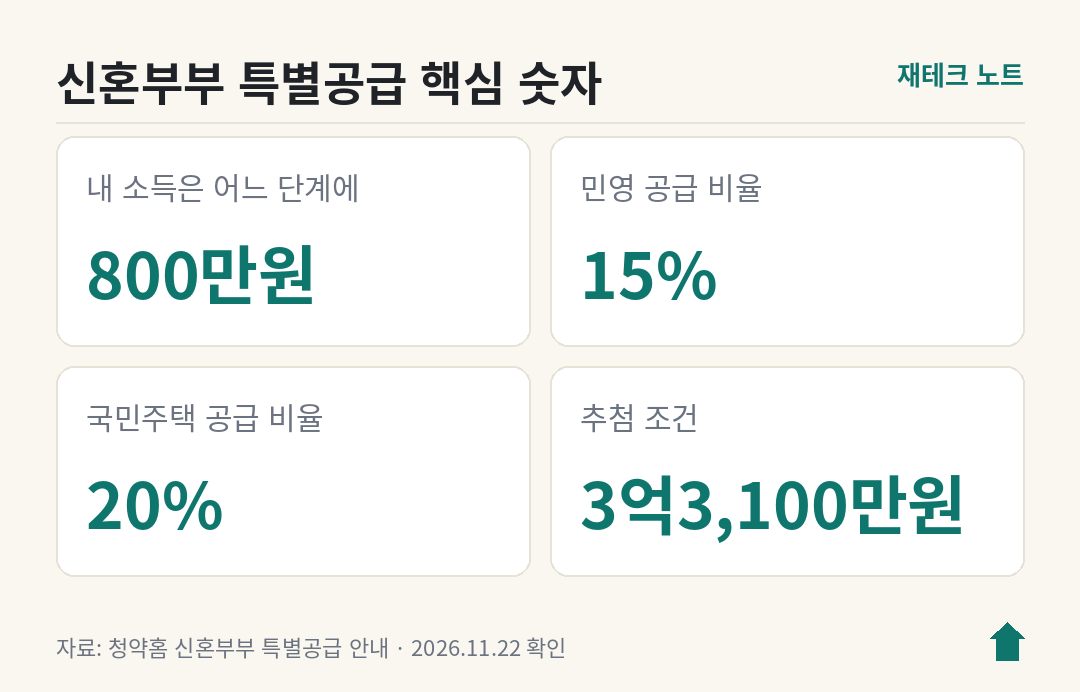 신혼부부 특별공급 핵심 숫자
재테크 노트
내 소득은 어느 단계에
800만원
민영 공급 비율
15%
국민주택 공급 비율
20%
추첨 조건
3억3,100만원
자료: 청약홈 신혼부부 특별공급 안내 · 2026.11.22 확인